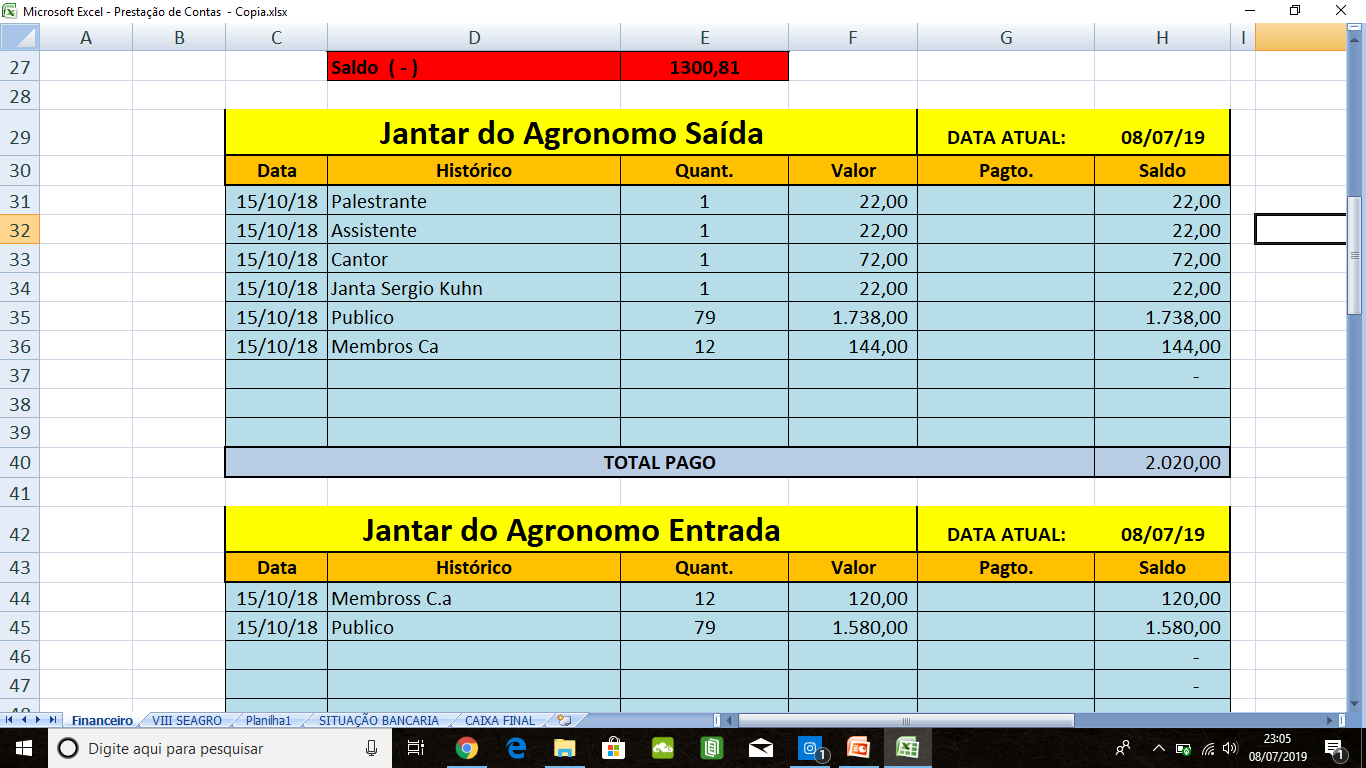 Microsoft Excel - Prestação de Contas - Copia.xlsx
A B C D E F G H I
27 Saldo ( - ) 1300,81
28
29 Jantar do Agronomo Saída DATA ATUAL: 08/07/19
30 Data Histórico Quant. Valor Pagto. Saldo
31 15/10/18 Palestrante 1 22,00 22,00
32 15/10/18 Assistente 1 22,00 22,00
33 15/10/18 Cantor 1 72,00 72,00
34 15/10/18 Janta Sergio Kuhn 1 22,00 22,00
35 15/10/18 Publico 79 1.738,00 1.738,00
36 15/10/18 Membros Ca 12 144,00 144,00
37 -
38
39
40 TOTAL PAGO 2.020,00
41
42 Jantar do Agronomo Entrada DATA ATUAL: 08/07/19
43 Data Histórico Quant. Valor Pagto. Saldo
44 15/10/18 Membross C.a 12 120,00 120,00
45 15/10/18 Publico 79 1.580,00 1.580,00
46 -
47 -
48
Financeiro VIII SEAGRO Planilha1 SITUAÇÃO BANCARIA CAIXA FINAL
Digite aqui para pesquisar 1 23:05
08/07/2019 1